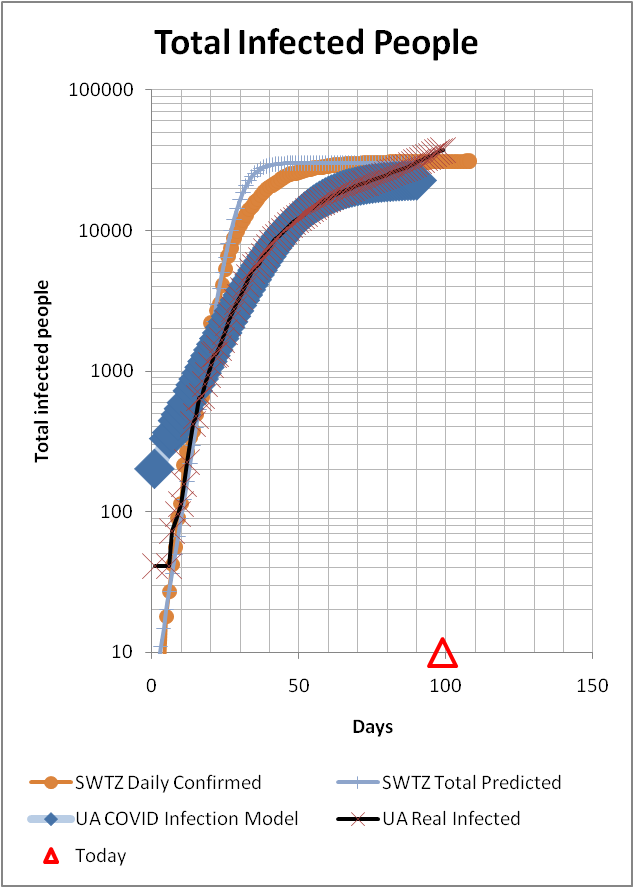 Total Infected People
100000
10000
1000
100
10
Total infected people
0 50 100 150
Days
SWTZ Daily Confirmed SWTZ Total Predicted
UA COVID Infection Model UA Real Infected
Today